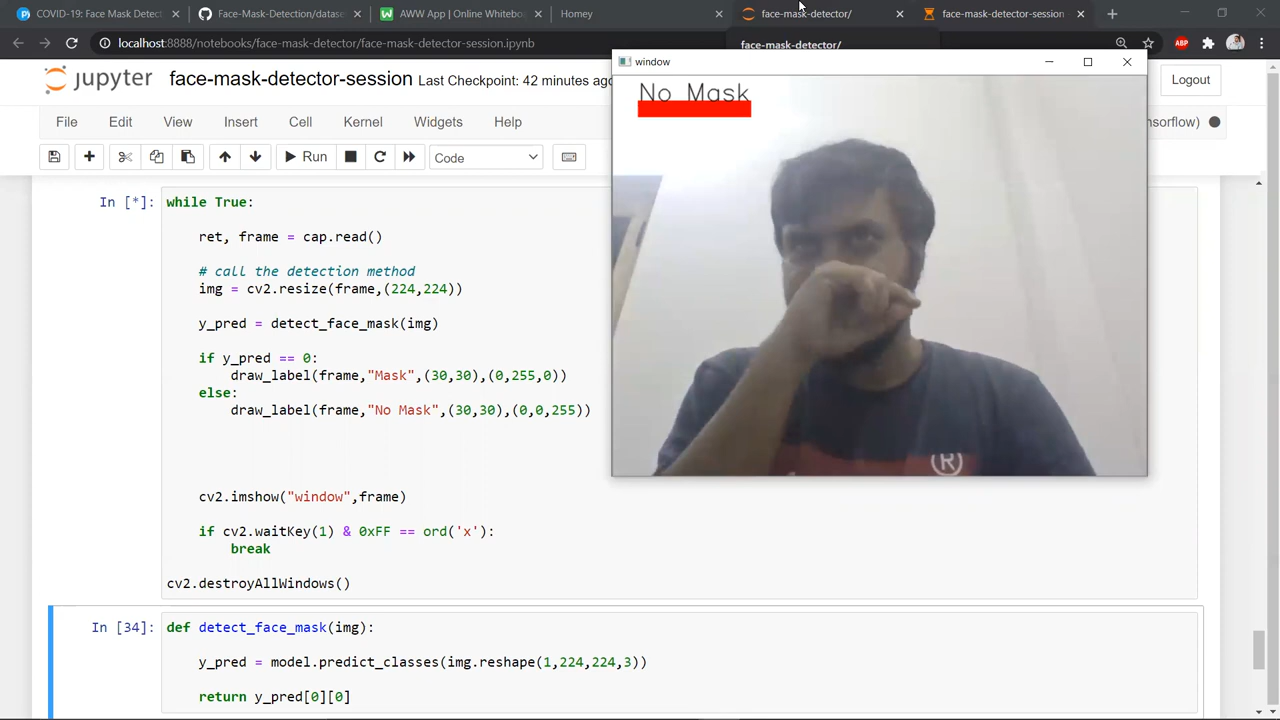 COVID-19: Face Mask Detect
Face-Mask-Detection/datase
AWW App | Online Whitebo
Homey
face-mask-detector/
face-mask-detector-session
localhost:8888/notebooks/face-mask-detector/face-mask-detector-session.ipynb
face-mask-detector/
ABP
jupyter
face-mask-detector-session
Last Checkpoint: 42 minutes ago
Logout
window
No Mask
File
Edit
View
Insert
Cell
Kernel
Widgets
Help
nsorflow)
Run
Code
In [*]:
while True:
ret, frame = cap.read()
# call the detection method
img = cv2.resize(frame,(224,224))
y_pred = detect_face_mask(img)
if y_pred == 0:
draw_label(frame,"Mask",(30,30),(0,255,0))
else:
draw_label(frame,"No Mask",(30,30),(0,0,255))
cv2.imshow("window",frame)
if cv2.waitKey(1) & 0xFF == ord('x'):
break
cv2.destroyAllWindows()
®
In [34]:
def detect_face_mask(img):
y_pred = model.predict_classes(img.reshape(1,224,224,3))
return y_pred[0][0]